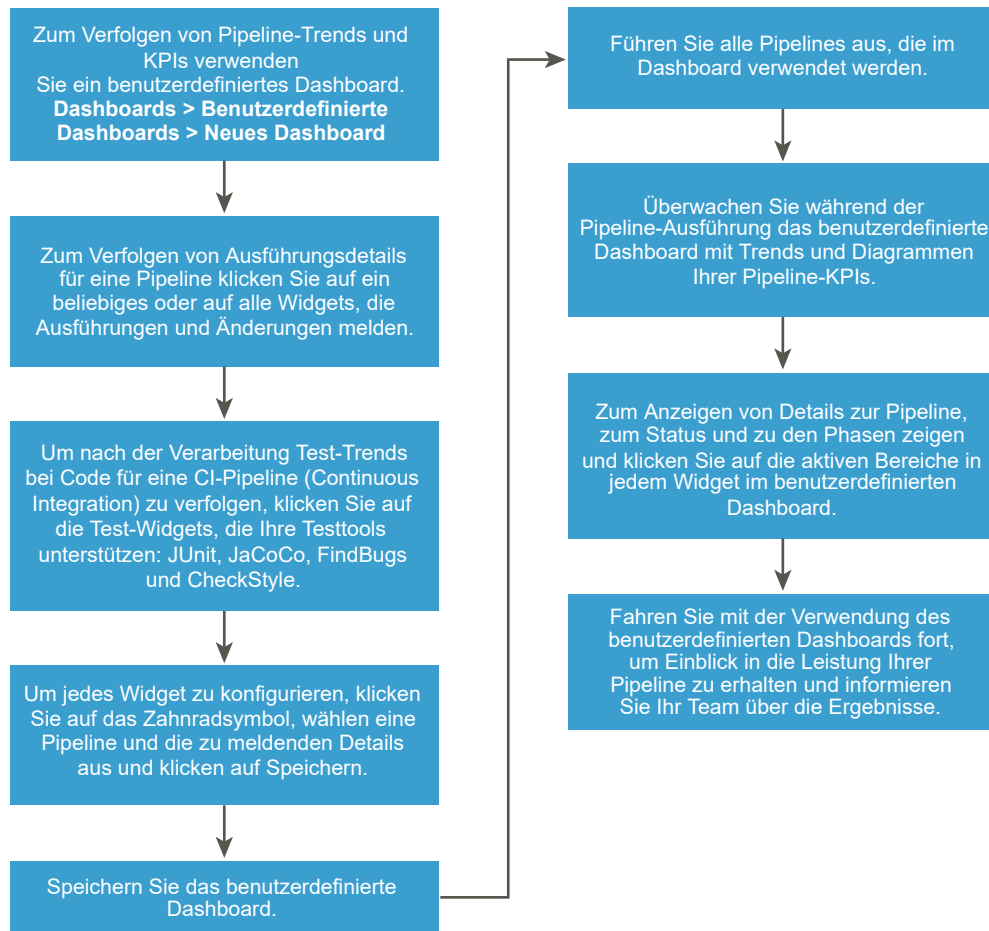 Zum Verfolgen von Pipeline-Trends und
KPIs verwenden
Sie ein benutzerdefiniertes Dashboard.
Dashboards > Benutzerdefinierte
Dashboards > Neues Dashboard
Zum Verfolgen von Ausführungsdetails
für eine Pipeline klicken Sie auf ein
beliebiges oder auf alle Widgets, die
Ausführungen und Änderungen melden.
Um nach der Verarbeitung Test-Trends
bei Code für eine CI-Pipeline (Continuous
Integration) zu verfolgen, klicken Sie auf
die Test-Widgets, die Ihre Testtools
unterstützen: JUnit, JaCoCo, FindBugs
und CheckStyle.
Um jedes Widget zu konfigurieren, klicken
Sie auf das Zahnradsymbol, wählen eine
Pipeline und die zu meldenden Details
aus und klicken auf Speichern.
Speichern Sie das benutzerdefinierte
Dashboard.
Führen Sie alle Pipelines aus, die im
Dashboard verwendet werden.
Überwachen Sie während der
Pipeline-Ausführung das benutzerdefinierte
Dashboard mit Trends und Diagrammen
Ihrer Pipeline-KPIs.
Zum Anzeigen von Details zur Pipeline,
zum Status und zu den Phasen zeigen
und klicken Sie auf die aktiven Bereiche in
jedem Widget im benutzerdefinierten
Dashboard.
Fahren Sie mit der Verwendung des
benutzerdefinierten Dashboards fort,
um Einblick in die Leistung Ihrer
Pipeline zu erhalten und informieren
Sie Ihr Team über die Ergebnisse.